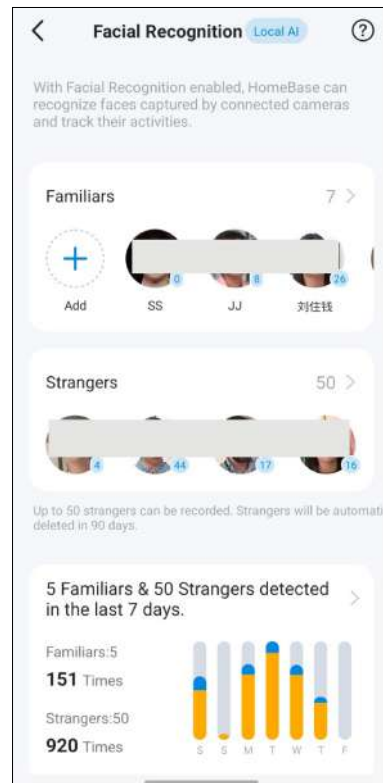 Facial Recognition Local AI
With Facial Recognition enabled, HomeBase can
recognize faces captured by connected cameras
and track their activities.
Familiars 7
0 8 26
Add SS JJ 刘住钱
Strangers 50
4 44 17 16
Up to 50 strangers can be recorded. Strangers will be automati
deleted in 90 days.
5 Familiars & 50 Strangers detected
in the last 7 days.
Familiars:5
151 Times
Strangers:50
920 Times
S S M T W T F